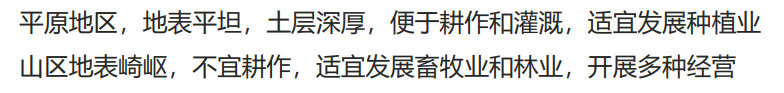 平原地区，地表平坦，土层深厚，便于耕作和灌溉，适宜发展种植业
山区地表崎岖，不宜耕作，适宜发展畜牧业和林业，开展多种经营